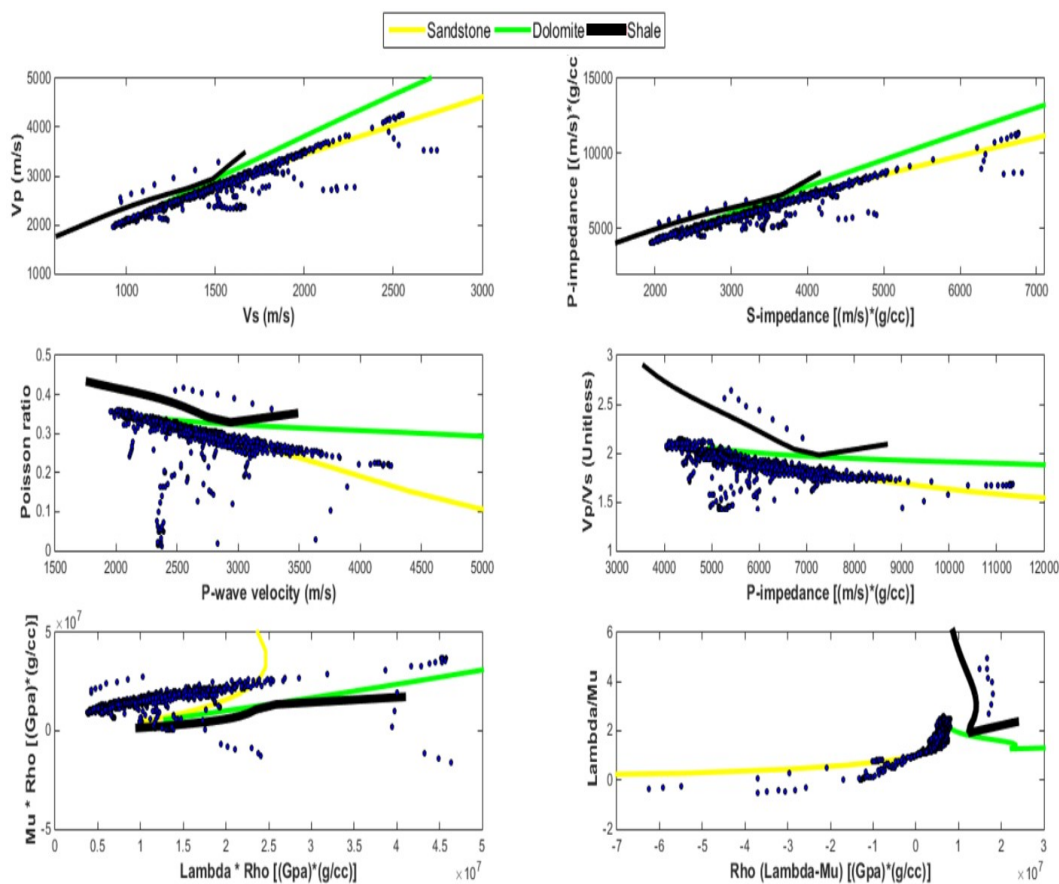 Sandstone Dolomite Shale
5000
4000
3000
2000
1000
Vp (m/s)
1000 1500 2000 2500 3000
Vs (m/s)
15000
10000
5000
P-impedance [(m/s)*(g/cc
2000 3000 4000 5000 6000 7000
S-impedance [(m/s)*(g/cc)]
0.5
0.4
0.3
0.2
0.1
0
Poisson ratio
1500 2000 2500 3000 3500 4000 4500 5000
P-wave velocity (m/s)
3
2.5
2
1.5
1
Vp/Vs (Unitless)
3000 4000 5000 6000 7000 8000 9000 10000 11000 12000
P-impedance [(m/s)*(g/cc)]
×10⁷
5
0
-5
Mu * Rho [(Gpa)*(g/cc)]
0 0.5 1 1.5 2 2.5 3 3.5 4 4.5 5
×10⁷
Lambda * Rho [(Gpa)*(g/cc)]
6
4
2
0
-2
Lambda/Mu
-7 -6 -5 -4 -3 -2 -1 0 1 2 3
×10⁷
Rho (Lambda-Mu) [(Gpa)*(g/cc)]